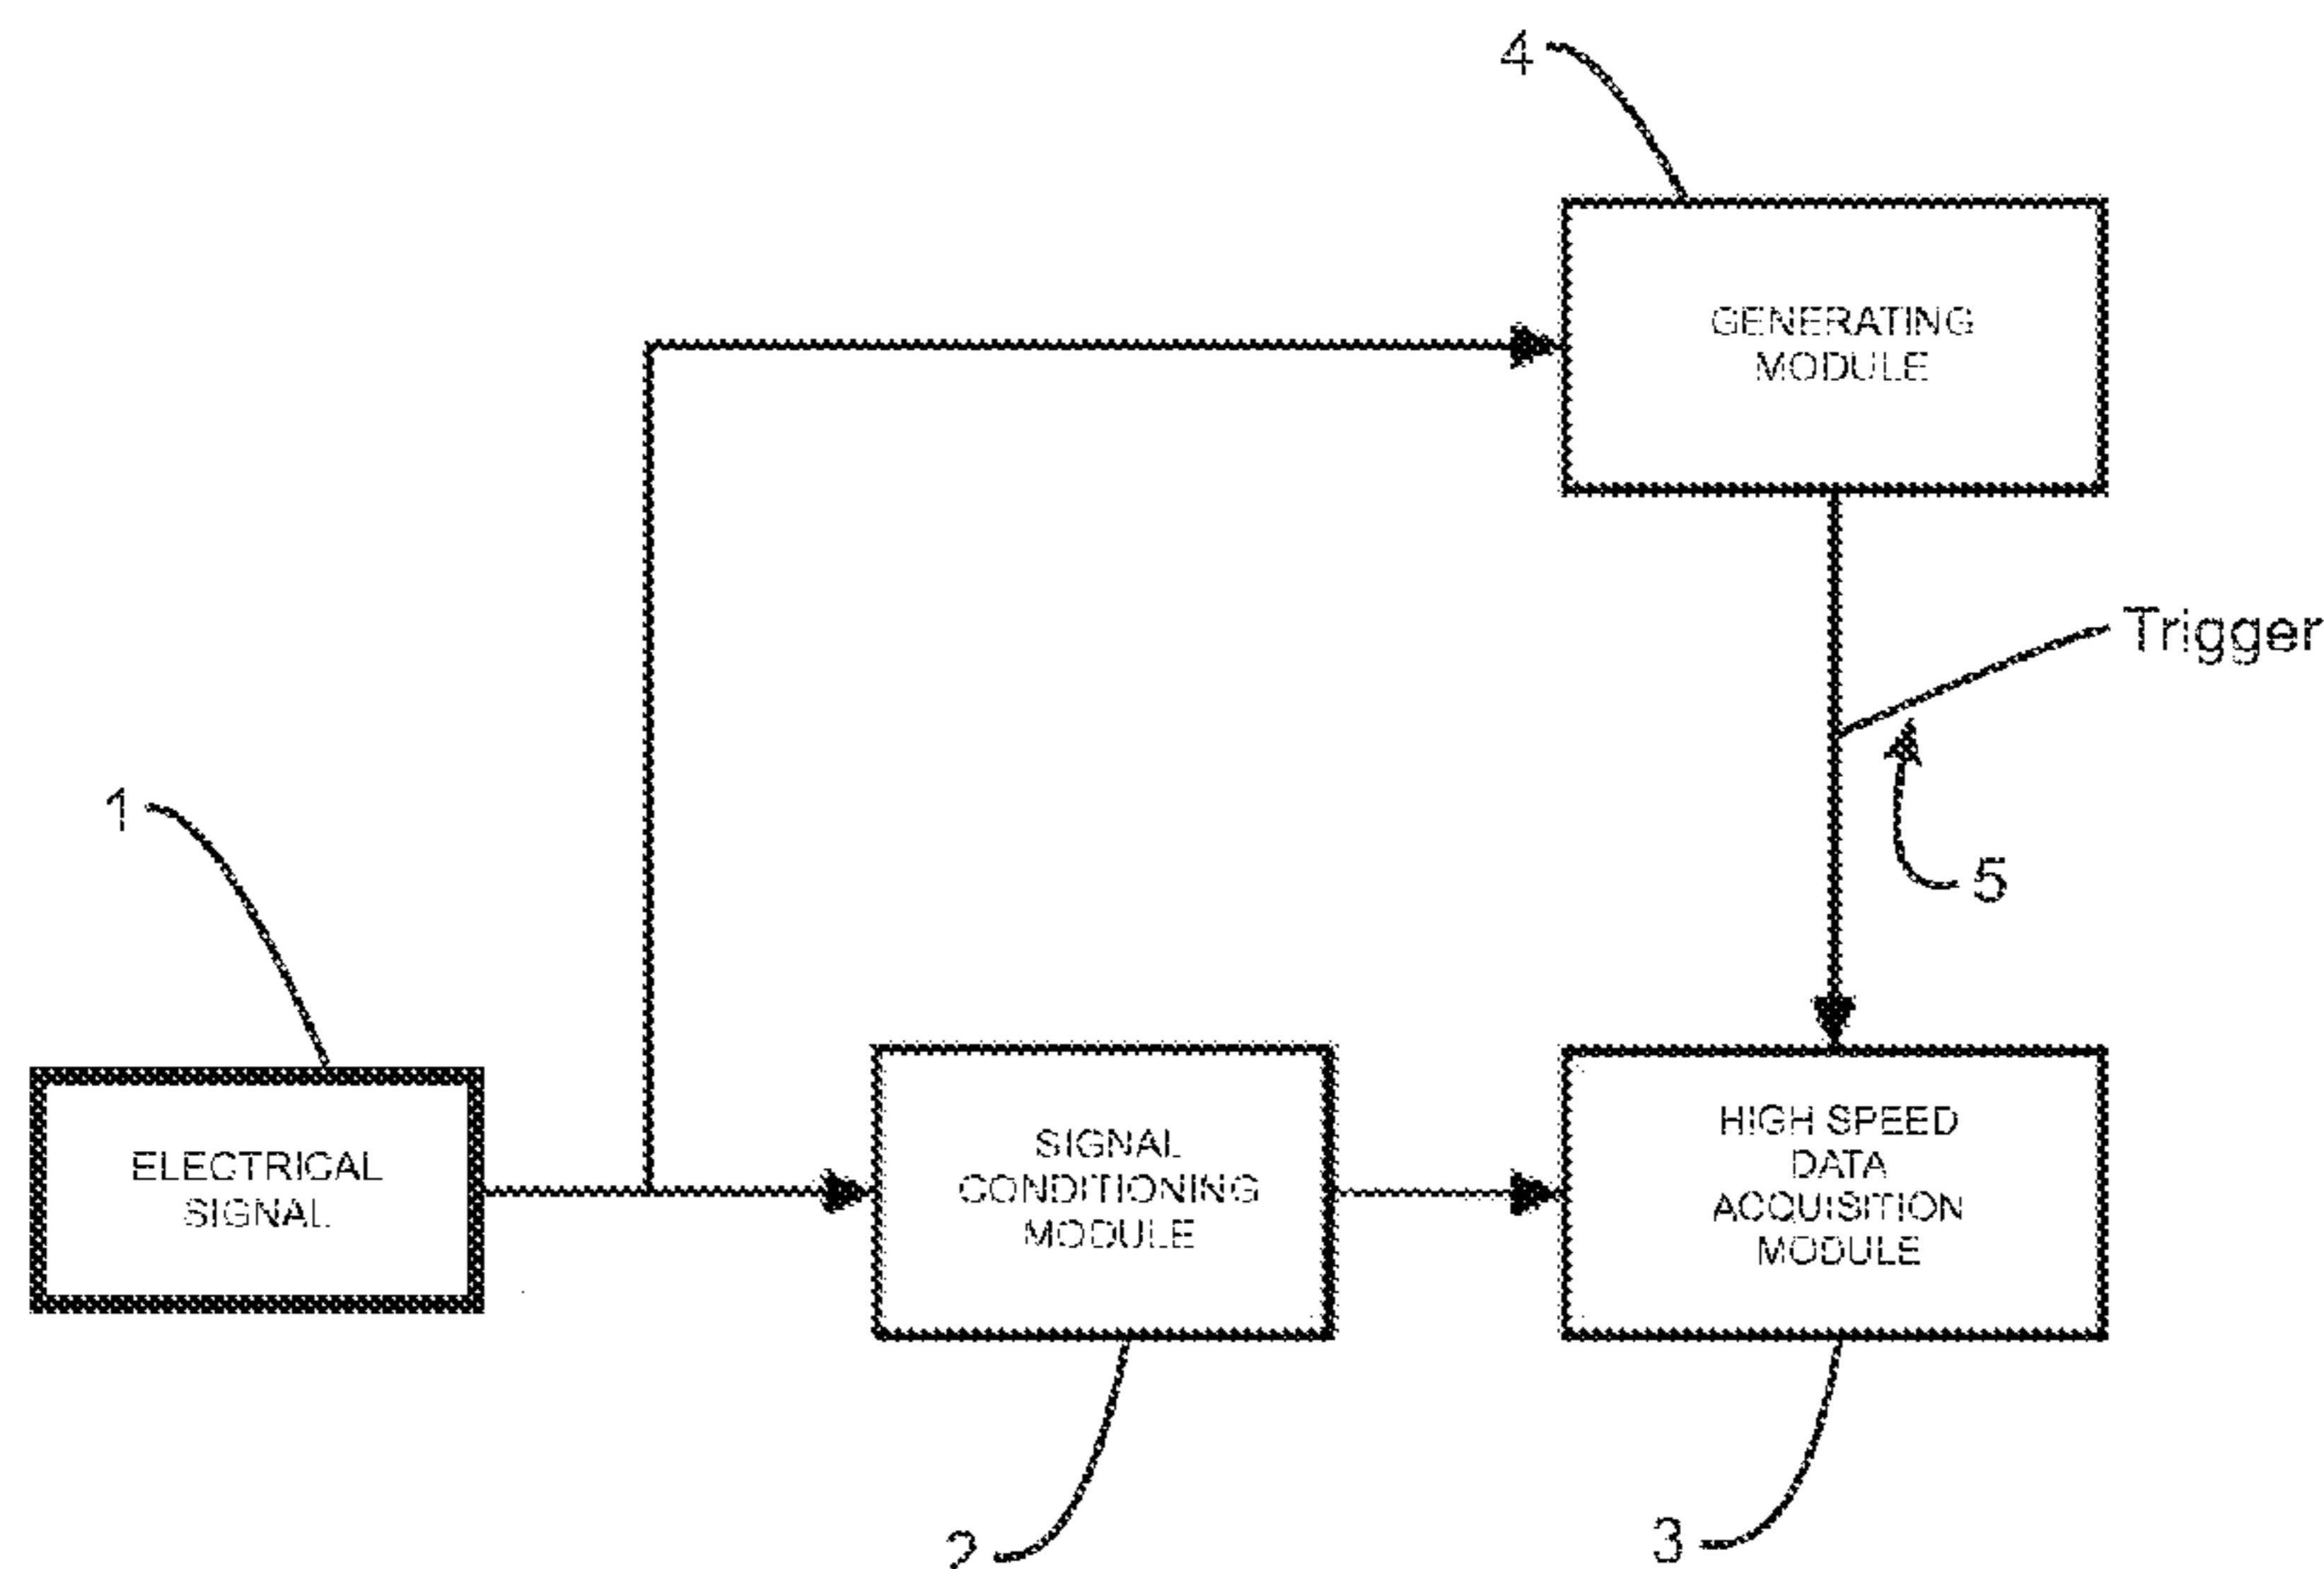 4
GENERATING
MODULE
Trigger
1
5
ELECTRICAL
SIGNAL
SIGNAL
CONDITIONING
MODULE
HIGH SPEED
DATA
ACQUISITION
MODULE
2
3